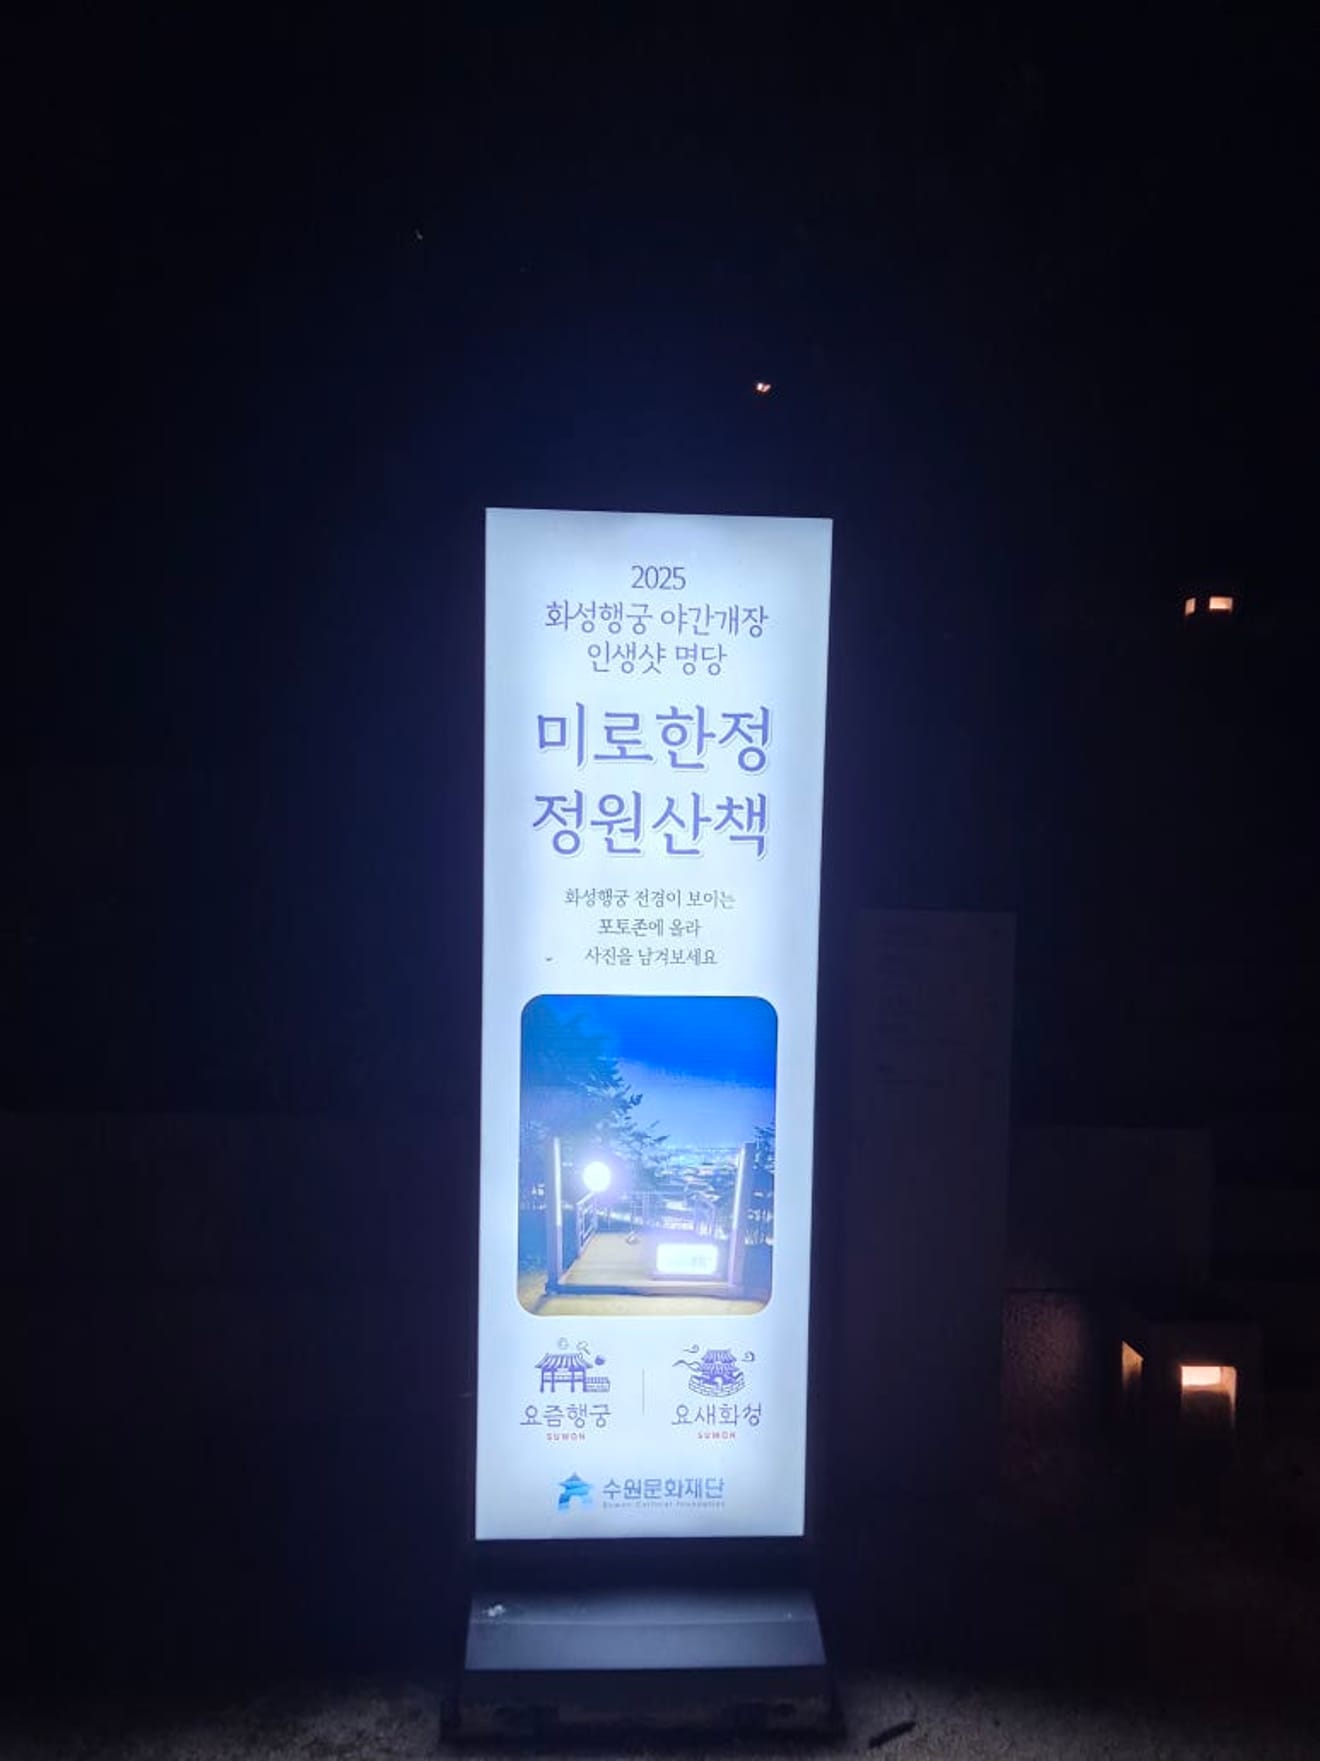 2025
화성행궁 야간개장
인생샷 명당
미로한정
정원산책
화성행궁 전경이 보이는
포토존에 올라
사진을 남겨보세요
요즘행궁
SUWON
요새화성
SUWON
수원문화재단
Suwon Cultural Foundation